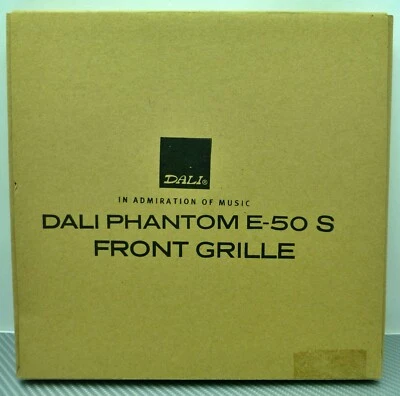 DALI®
IN ADMIRATION OF MUSIC
DALI PHANTOM E-50 S
FRONT GRILLE